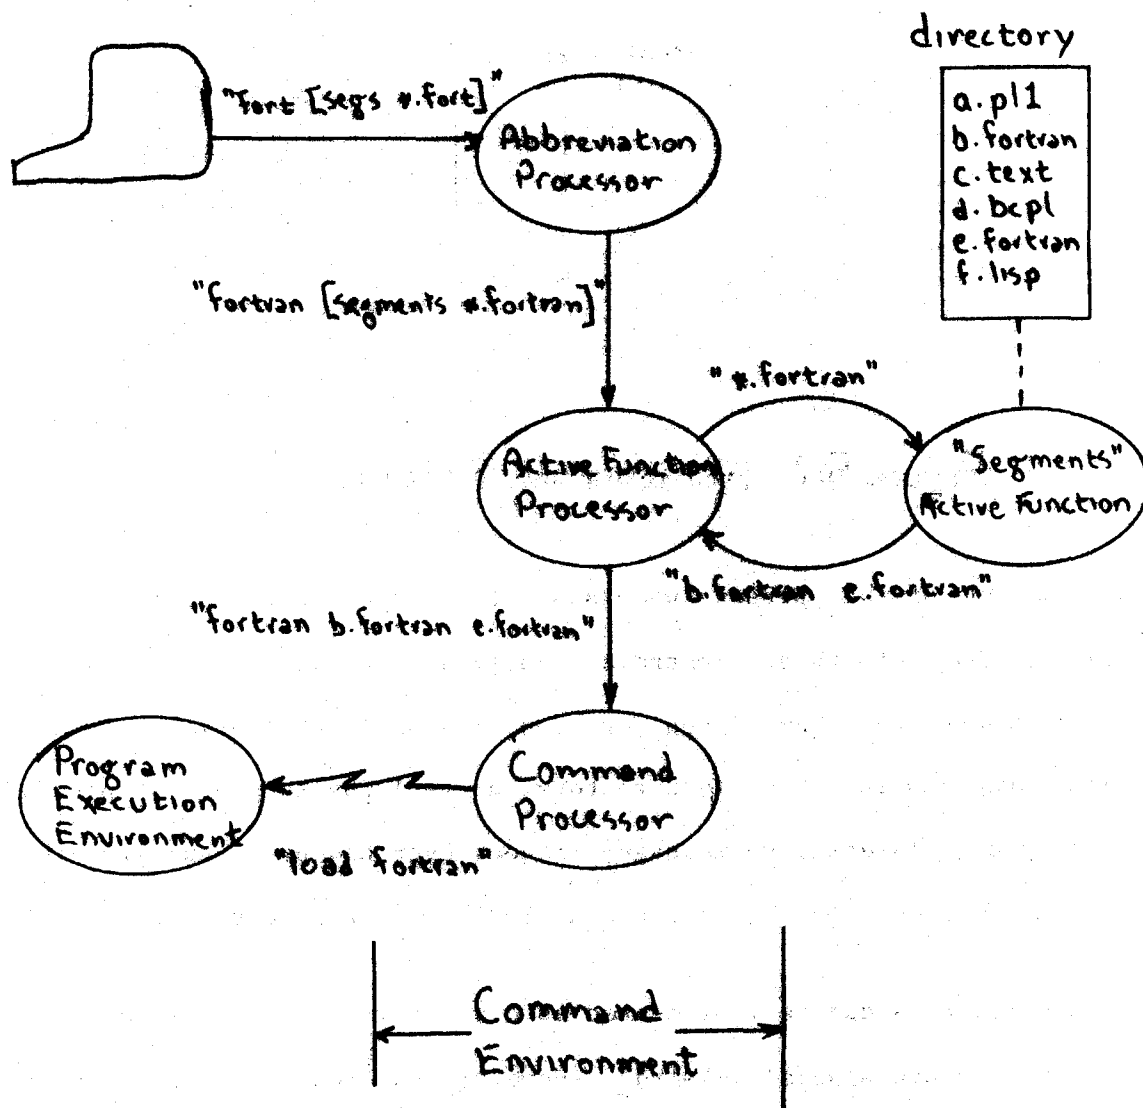 directory
"fort [segs *.fort]"
a.pl1
b.fortran
c.text
d.bcpl
e.fortran
f.lisp
Abbreviation
Processor
"fortran [segments *.fortran]"
"*.fortran"
Active Function
Processor
"Segments"
Active Function
"b.fortran e.fortran"
"fortran b.fortran e.fortran"
Program
Execution
Environment
Command
Processor
"load fortran"
Command
Environment